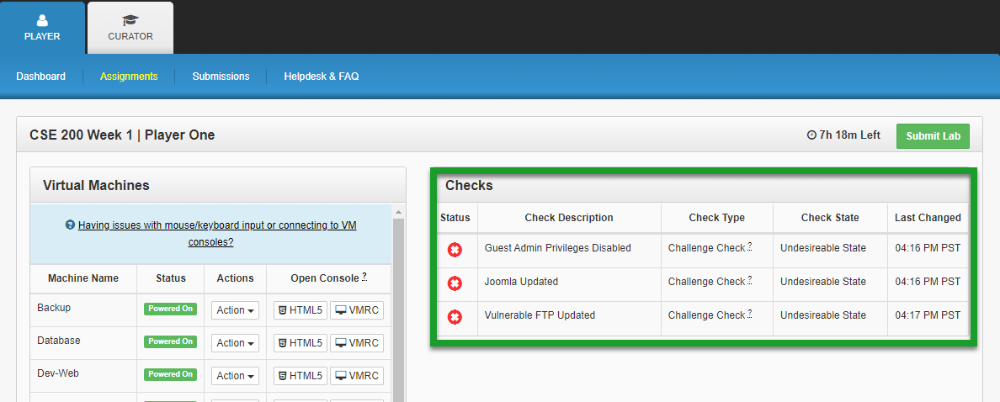 PLAYER
CURATOR
Dashboard
Assignments
Submissions
Helpdesk & FAQ
CSE 200 Week 1 | Player One
7h 18m Left
Submit Lab
Virtual Machines
Having issues with mouse/keyboard input or connecting to VM
consoles?
Machine Name Status Actions Open Console ?
Backup Powered On Action HTML5 VMRC
Database Powered On Action HTML5 VMRC
Dev-Web Powered On Action HTML5 VMRC
Checks
Status Check Description Check Type Check State Last Changed
Guest Admin Privileges Disabled Challenge Check ? Undesireable State 04:16 PM PST
Joomla Updated Challenge Check ? Undesireable State 04:16 PM PST
Vulnerable FTP Updated Challenge Check ? Undesireable State 04:17 PM PST